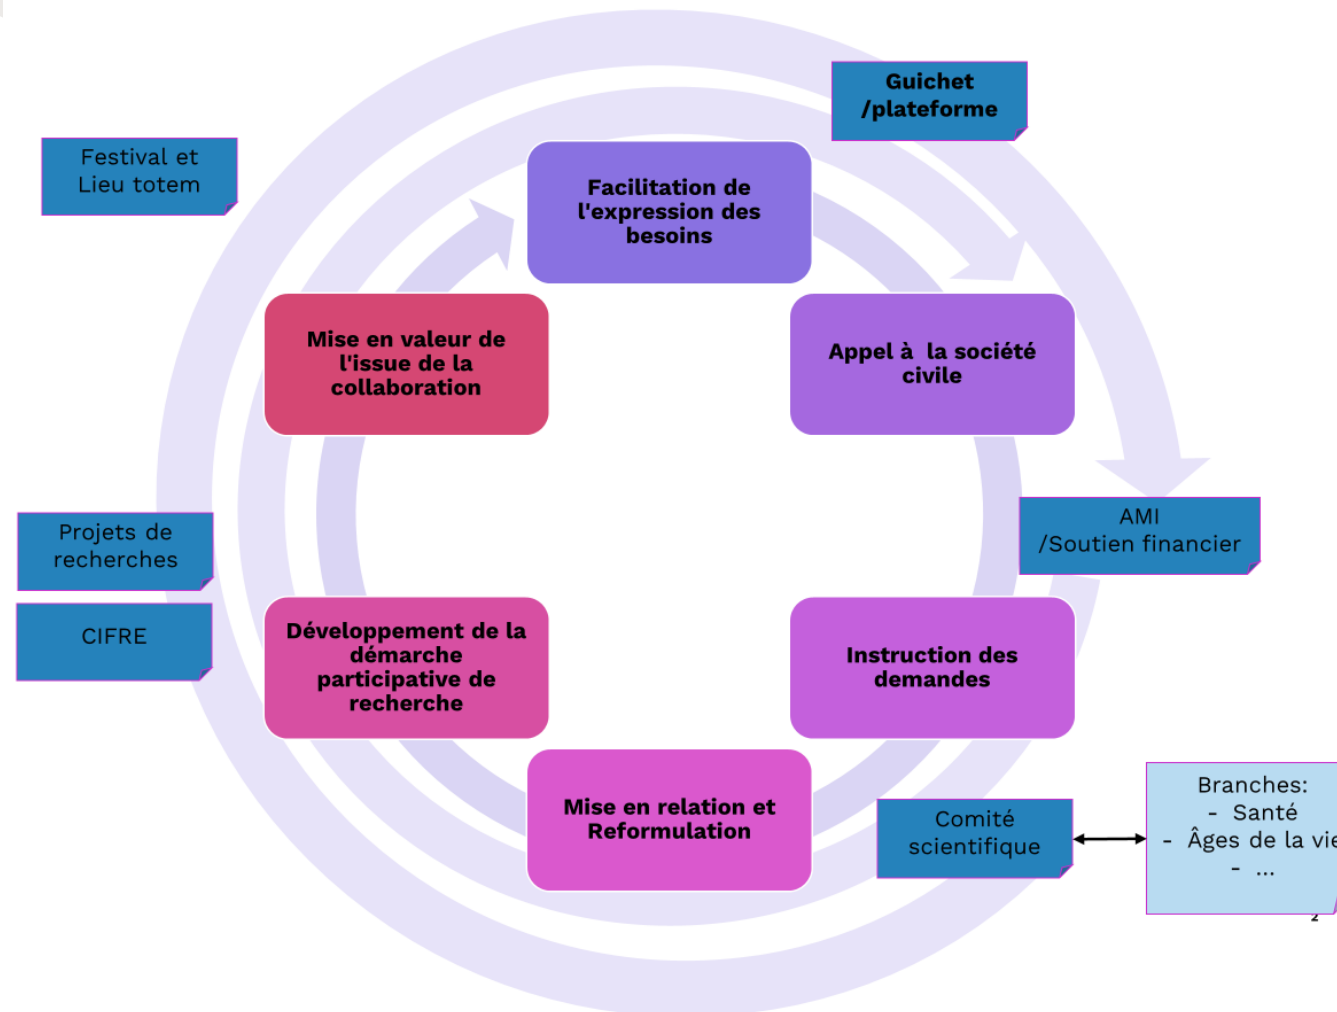 Guichet
/plateforme
Festival et
Lieu totem
Facilitation de
l'expression des
besoins
Mise en valeur de
l'issue de la
collaboration
Appel à  la société
civile
Projets de
recherches
AMI
/Soutien financier
CIFRE
Développement de la
démarche
participative de
recherche
Instruction des
demandes
Mise en relation et
Reformulation
Comité
scientifique
Branches:
- Santé
- Âges de la vie
- ...
2